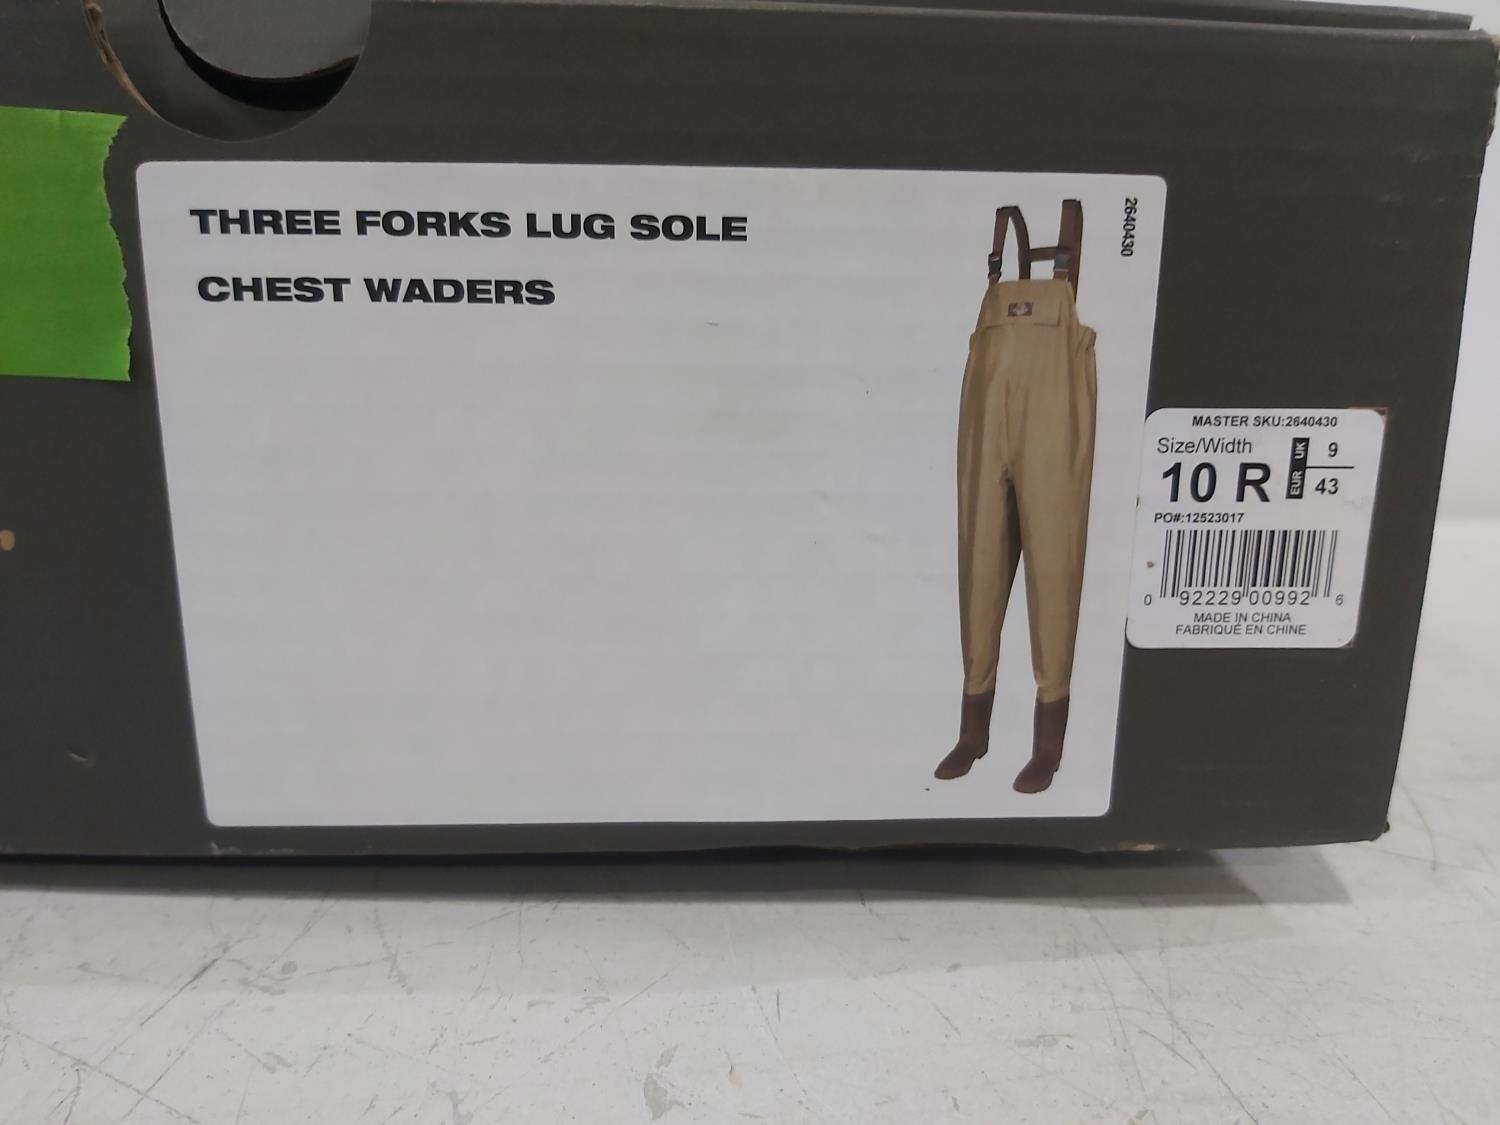 THREE FORKS LUG SOLE
CHEST WADERS
2640430
MASTER SKU:2640430
Size/Width
10 R
UK 9
EUR 43
PO#:12523017
0 92229 00992 6
MADE IN CHINA
FABRIQUÉ EN CHINE